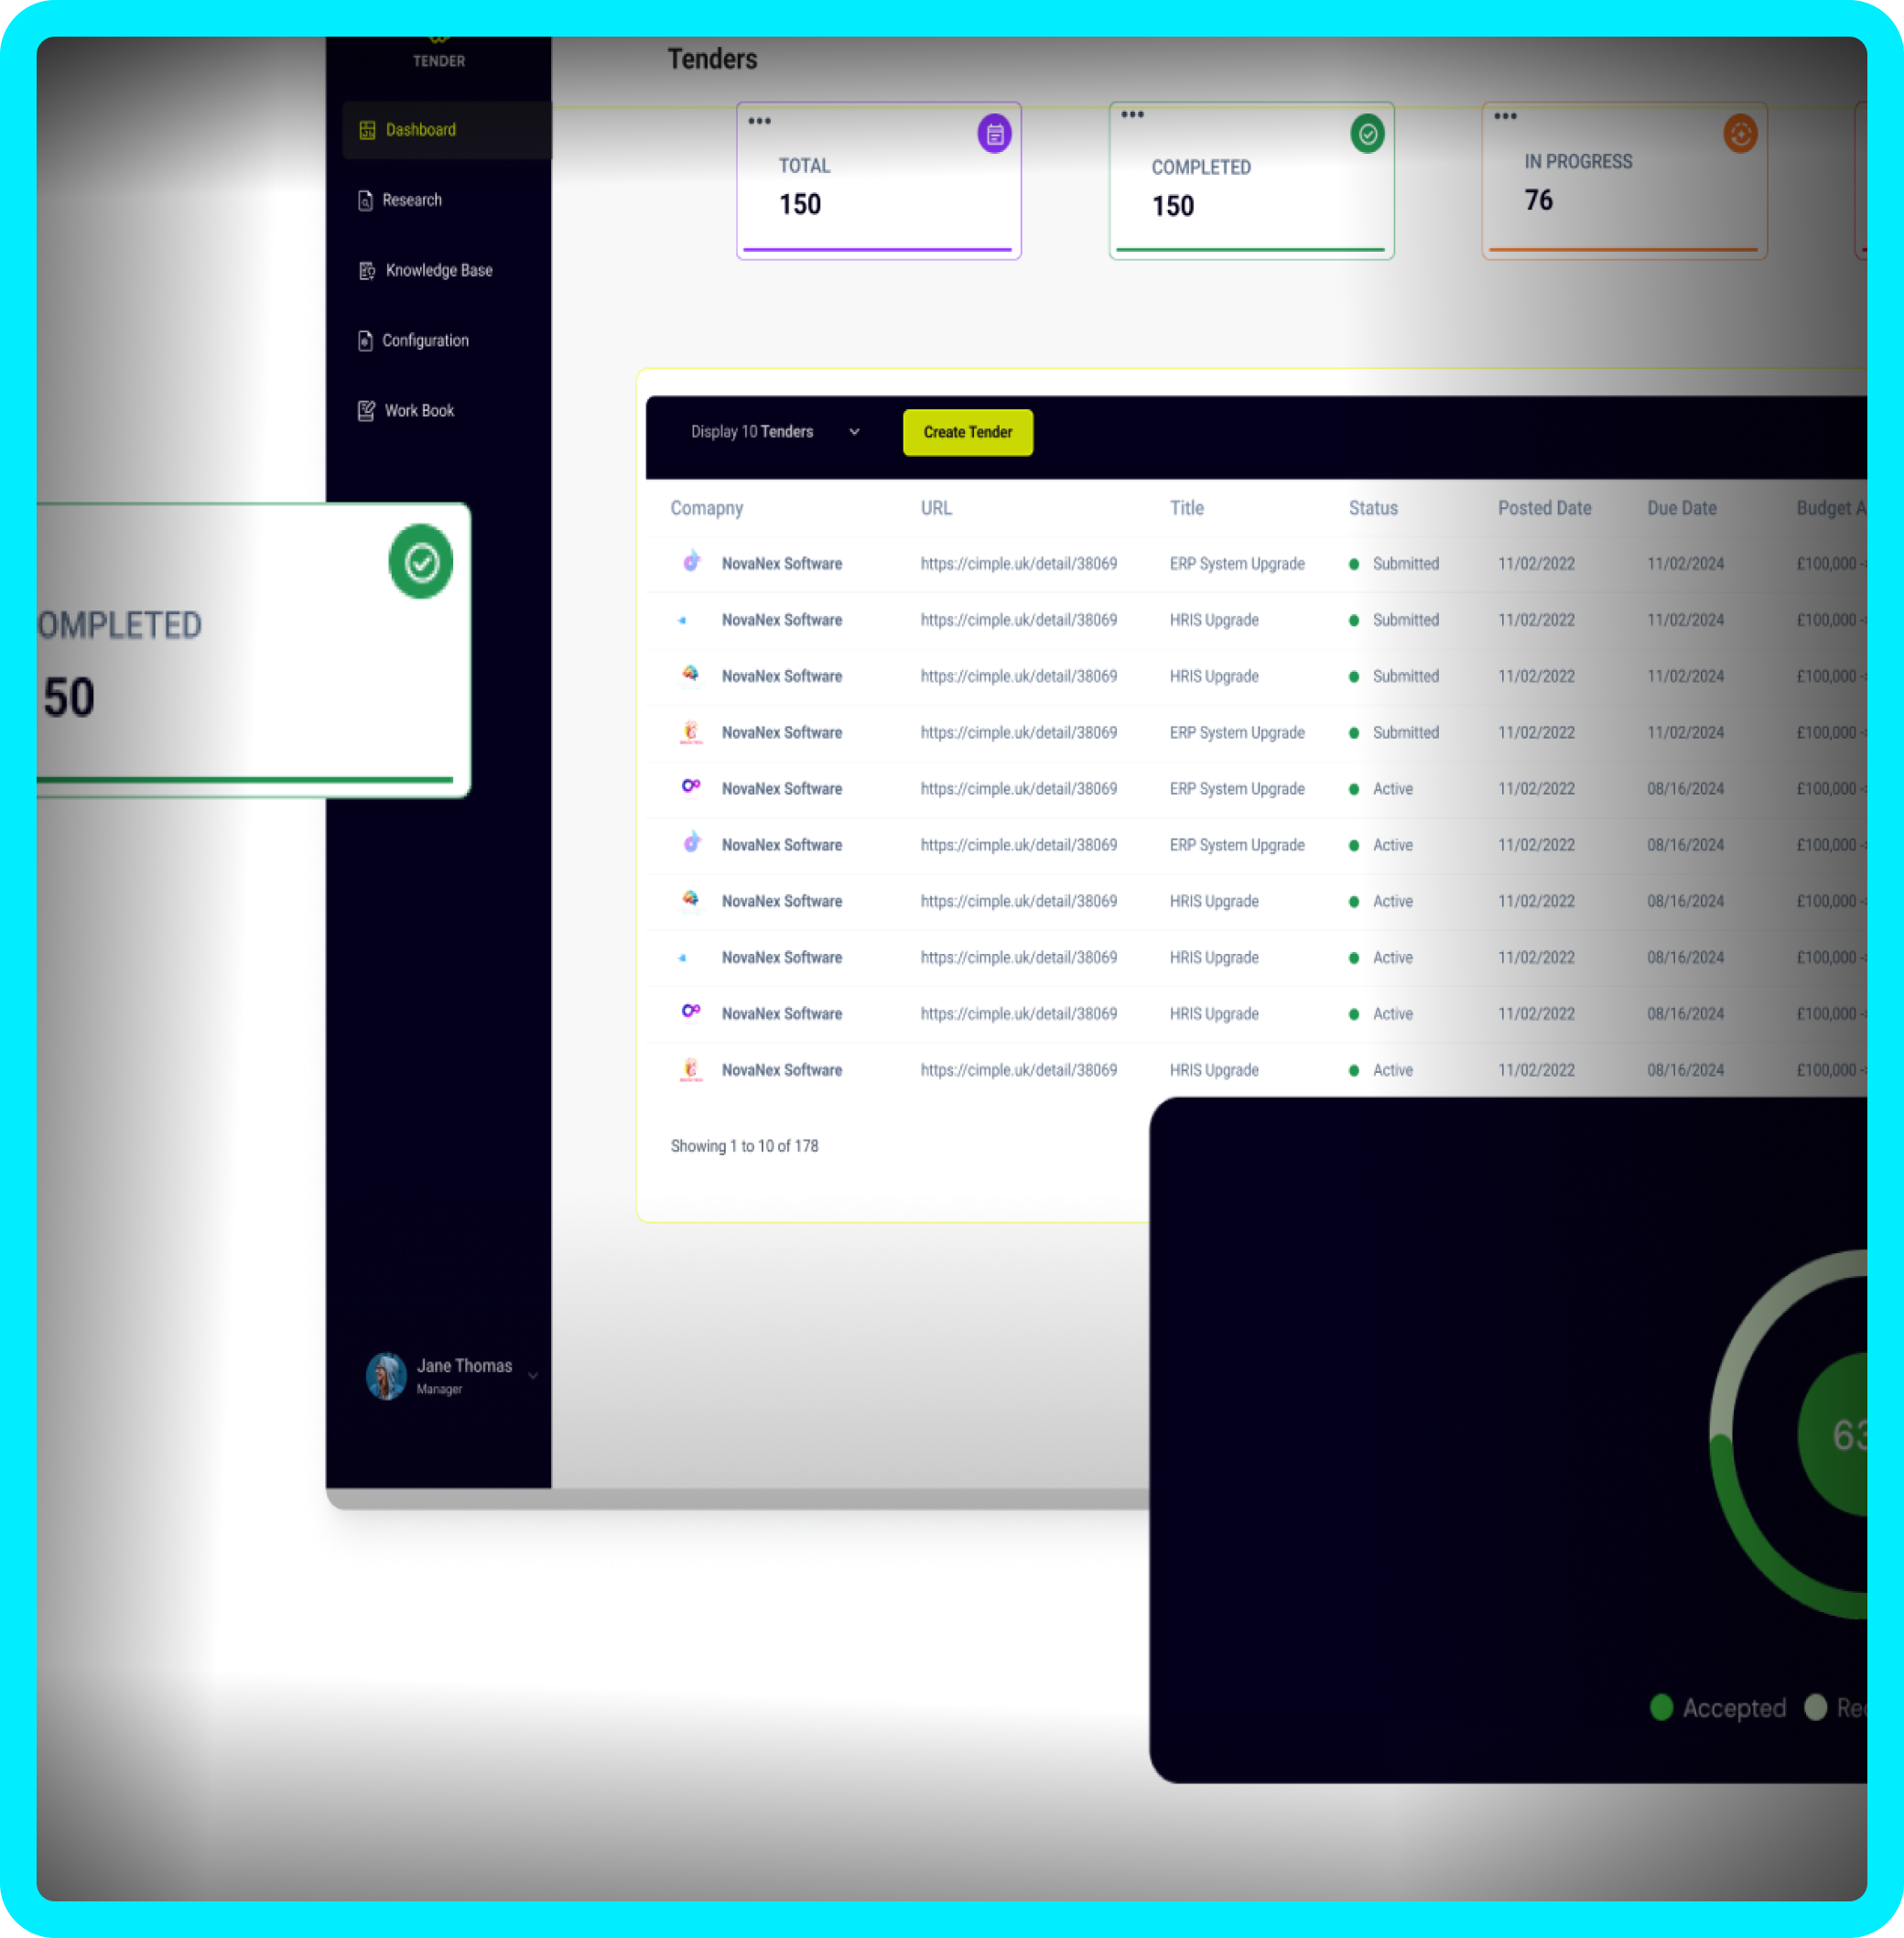 TENDER
Dashboard
Research
Knowledge Base
Configuration
Work Book
Tenders
TOTAL
150
COMPLETED
150
IN PROGRESS
76
Display 10 Tenders
Create Tender
Comapny URL Title Status Posted Date Due Date Budget A
NovaNex Software https://cimple.uk/detail/38069 ERP System Upgrade Submitted 11/02/2022 11/02/2024 £100,000 -
NovaNex Software https://cimple.uk/detail/38069 HRIS Upgrade Submitted 11/02/2022 11/02/2024 £100,000 -
NovaNex Software https://cimple.uk/detail/38069 HRIS Upgrade Submitted 11/02/2022 11/02/2024 £100,000 -
NovaNex Software https://cimple.uk/detail/38069 ERP System Upgrade Submitted 11/02/2022 11/02/2024 £100,000 -
NovaNex Software https://cimple.uk/detail/38069 ERP System Upgrade Active 11/02/2022 08/16/2024 £100,000 -
NovaNex Software https://cimple.uk/detail/38069 ERP System Upgrade Active 11/02/2022 08/16/2024 £100,000 -
NovaNex Software https://cimple.uk/detail/38069 HRIS Upgrade Active 11/02/2022 08/16/2024 £100,000 -
NovaNex Software https://cimple.uk/detail/38069 HRIS Upgrade Active 11/02/2022 08/16/2024 £100,000 -
NovaNex Software https://cimple.uk/detail/38069 HRIS Upgrade Active 11/02/2022 08/16/2024 £100,000 -
NovaNex Software https://cimple.uk/detail/38069 HRIS Upgrade Active 11/02/2022 08/16/2024 £100,000 -
Showing 1 to 10 of 178
OMPLETED
50
Jane Thomas
Manager
63
Accepted Rec